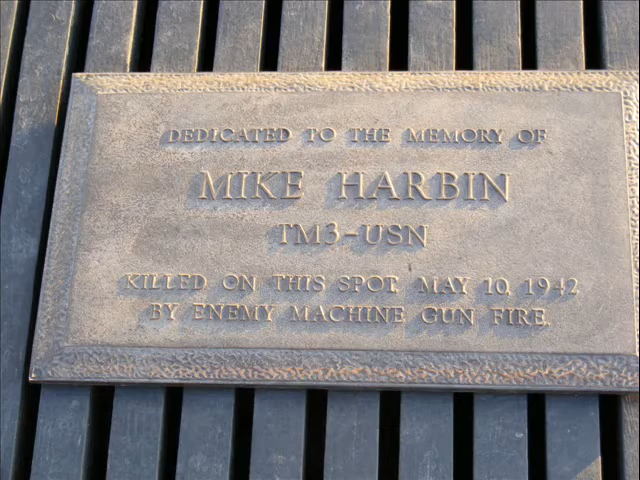 DEDICATED TO THE MEMORY OF
MIKE HARBIN
TM3-USN
KILLED ON THIS SPOT, MAY 10, 1942
BY ENEMY MACHINE GUN FIRE.